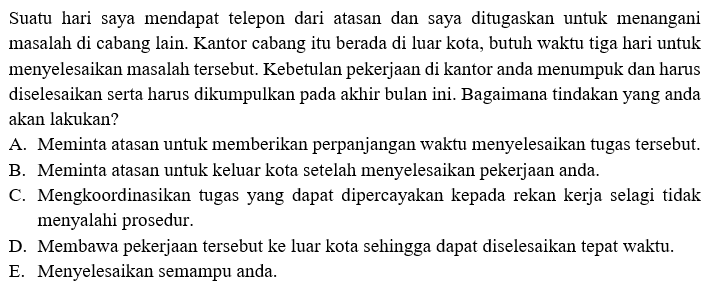 Suatu hari saya mendapat telepon dari atasan dan saya ditugaskan untuk menangani
masalah di cabang lain. Kantor cabang itu berada di luar kota, butuh waktu tiga hari untuk
menyelesaikan masalah tersebut. Kebetulan pekerjaan di kantor anda menumpuk dan harus
diselesaikan serta harus dikumpulkan pada akhir bulan ini. Bagaimana tindakan yang anda
akan lakukan?
A. Meminta atasan untuk memberikan perpanjangan waktu menyelesaikan tugas tersebut.
B. Meminta atasan untuk keluar kota setelah menyelesaikan pekerjaan anda.
C. Mengkoordinasikan tugas yang dapat dipercayakan kepada rekan kerja selagi tidak
menyalahi prosedur.
D. Membawa pekerjaan tersebut ke luar kota sehingga dapat diselesaikan tepat waktu.
E. Menyelesaikan semampu anda.